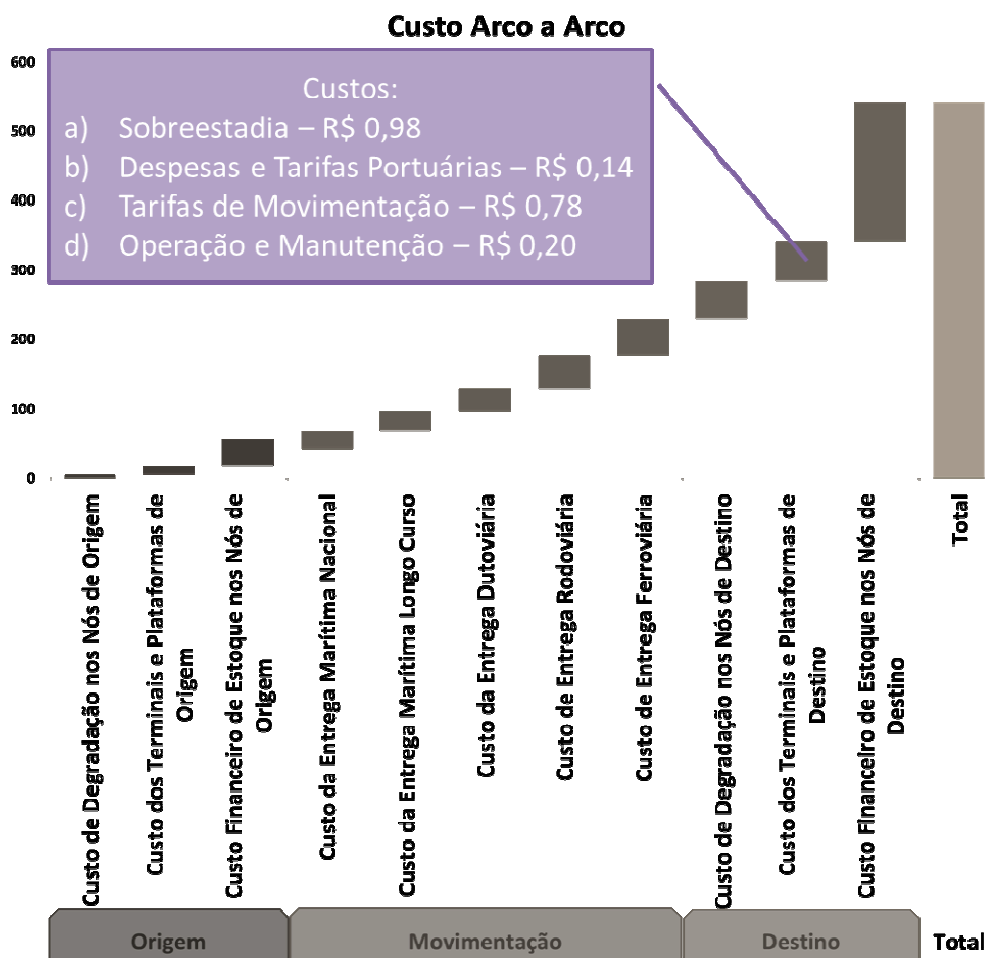 Custo Arco a Arco
600
500
400
300
200
100
0
Custos:
a) Sobreestadia – R$ 0,98
b) Despesas e Tarifas Portuárias – R$ 0,14
c) Tarifas de Movimentação – R$ 0,78
d) Operação e Manutenção – R$ 0,20
Custo de Degradação nos Nós de Origem
Custo dos Terminais e Plataformas de
Origem
Custo Financeiro de Estoque nos Nós de
Origem
Custo da Entrega Marítima Nacional
Custo da Entrega Marítima Longo Curso
Custo da Entrega Dutoviária
Custo de Entrega Rodoviária
Custo de Entrega Ferroviária
Custo de Degradação nos Nós de Destino
Custo dos Terminais e Plataformas de
Destino
Custo Financeiro de Estoque nos Nós de
Destino
Total
Origem
Movimentação
Destino
Total